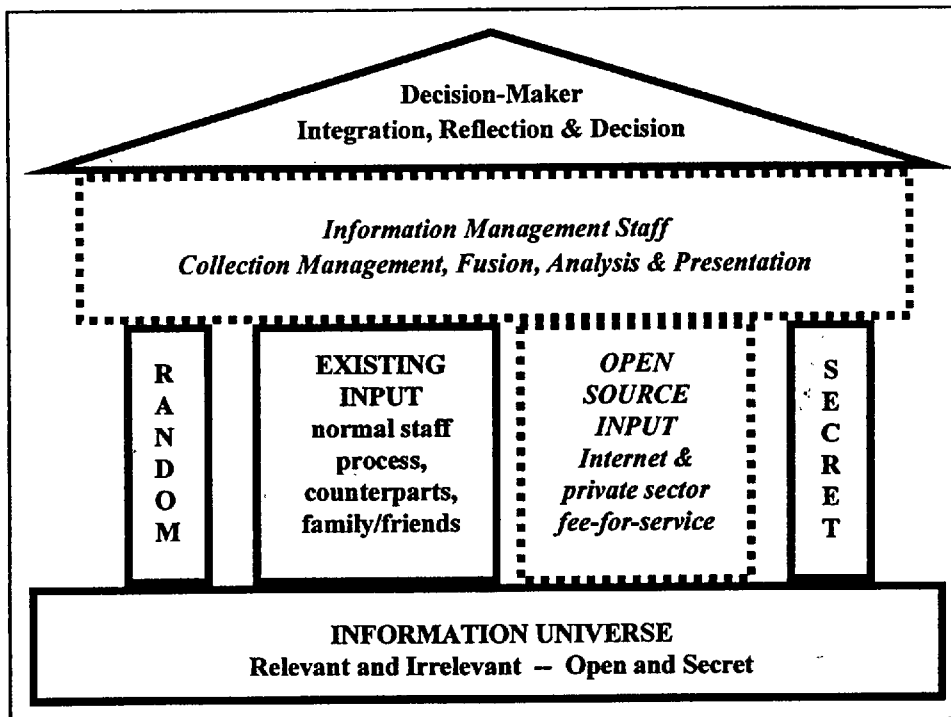 Decision-Maker
Integration, Reflection & Decision
Information Management Staff
Collection Management, Fusion, Analysis & Presentation
RANDOM
EXISTING
INPUT
normal staff
process,
counterparts,
family/friends
OPEN
SOURCE
INPUT
Internet &
private sector
fee-for-service
SECRET
INFORMATION UNIVERSE
Relevant and Irrelevant -- Open and Secret